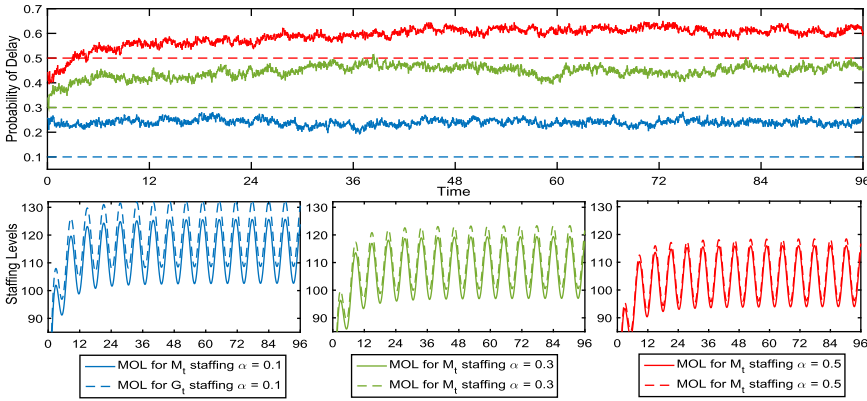 0.7
0.6
0.5
0.4
0.3
0.2
0.1
Probability of Delay
0 12 24 36 48 60 72 84 96
Time
Staffing Levels
130
120
110
100
90
0 12 24 36 48 60 72 84 96
130
120
110
100
90
0 12 24 36 48 60 72 84 96
130
120
110
100
90
0 12 24 36 48 60 72 84 96
MOL for Mt staffing α = 0.1
MOL for Gt staffing α = 0.1
MOL for Mt staffing α = 0.3
MOL for Mt staffing α = 0.3
MOL for Mt staffing α = 0.5
MOL for Mt staffing α = 0.5